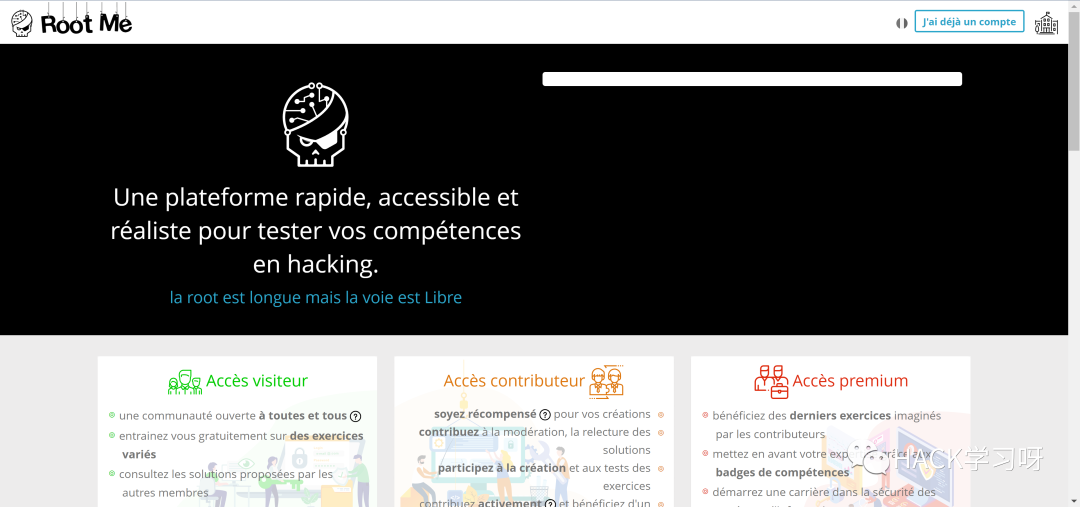 Root Me
J'ai déjà un compte
Une plateforme rapide, accessible et
réaliste pour tester vos compétences
en hacking.
la root est longue mais la voie est Libre
Accès visiteur
une communauté ouverte à toutes et tous
entrainez vous gratuitement sur des exercices
variés
consultez les solutions proposées par les
autres membres
Accès contributeur
soyez récompensé pour vos créations
contribuez à la modération, la relecture des
solutions
participez à la création et aux tests des
exercices
contribuez activement et bénéficiez d'un
Accès premium
bénéficiez des derniers exercices imaginés
par les contributeurs
mettez en avant votre
badges de compétences
démarrez une carrière dans la sécurité des
HACK学习呀